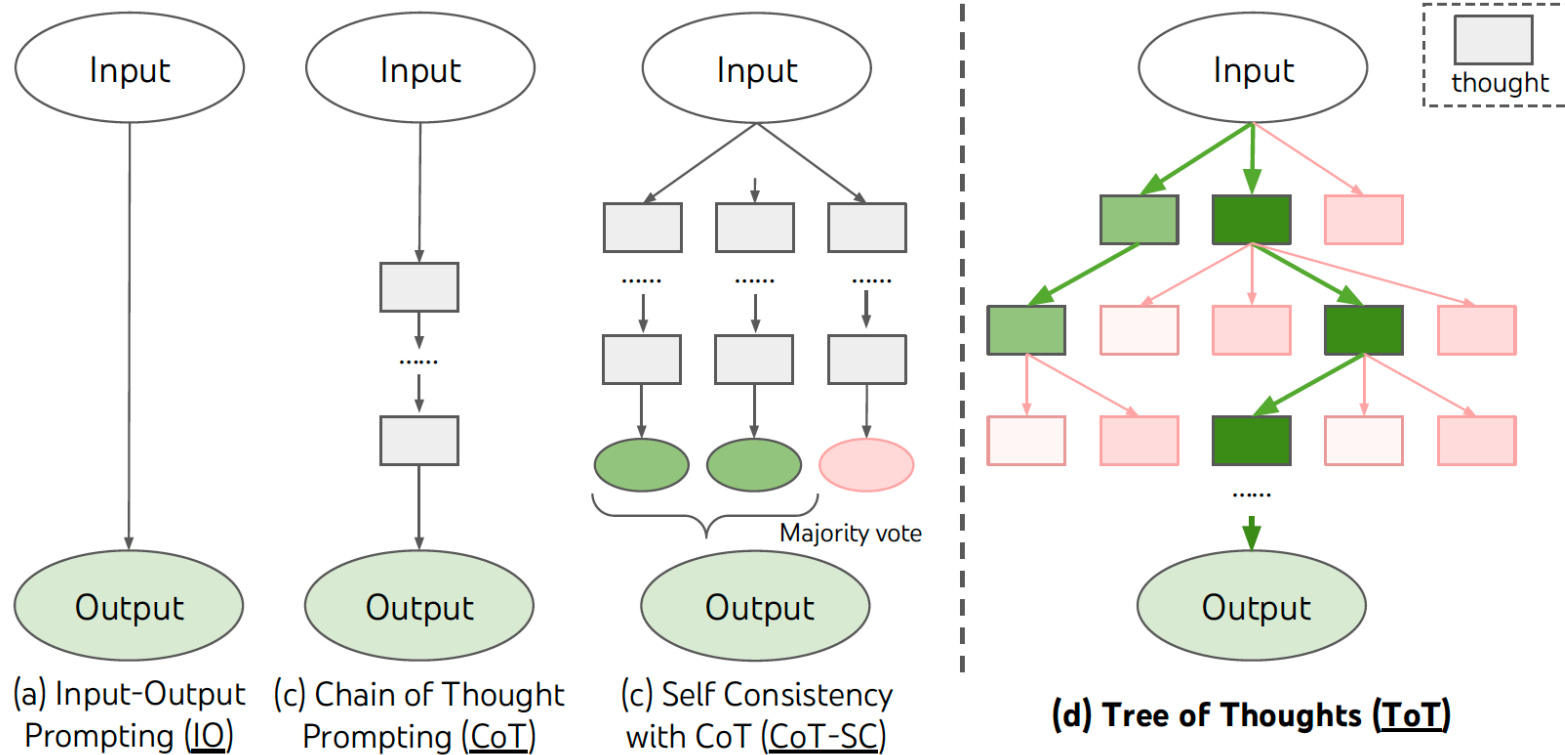 Input
Input
Input
Input
thought
......
......
......
......
......
Majority vote
Output
Output
Output
Output
(a) Input-Output
Prompting (IO)
(c) Chain of Thought
Prompting (CoT)
(c) Self Consistency
with CoT (CoT-SC)
(d) Tree of Thoughts (ToT)